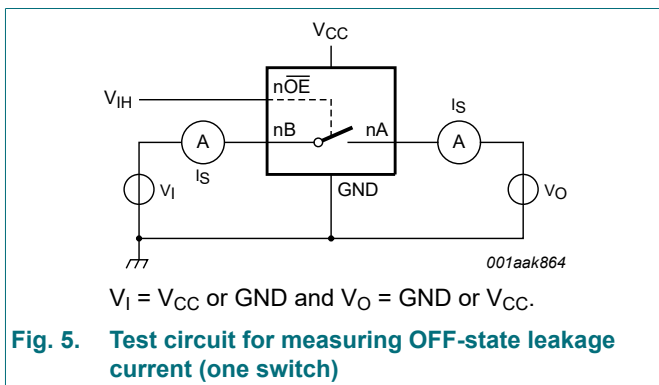 VCC
nOE
VIH
IS
nB
nA
A
A
IS
VI
GND
VO
001aak864
VI = VCC or GND and VO = GND or VCC.
Fig. 5. Test circuit for measuring OFF-state leakage
current (one switch)